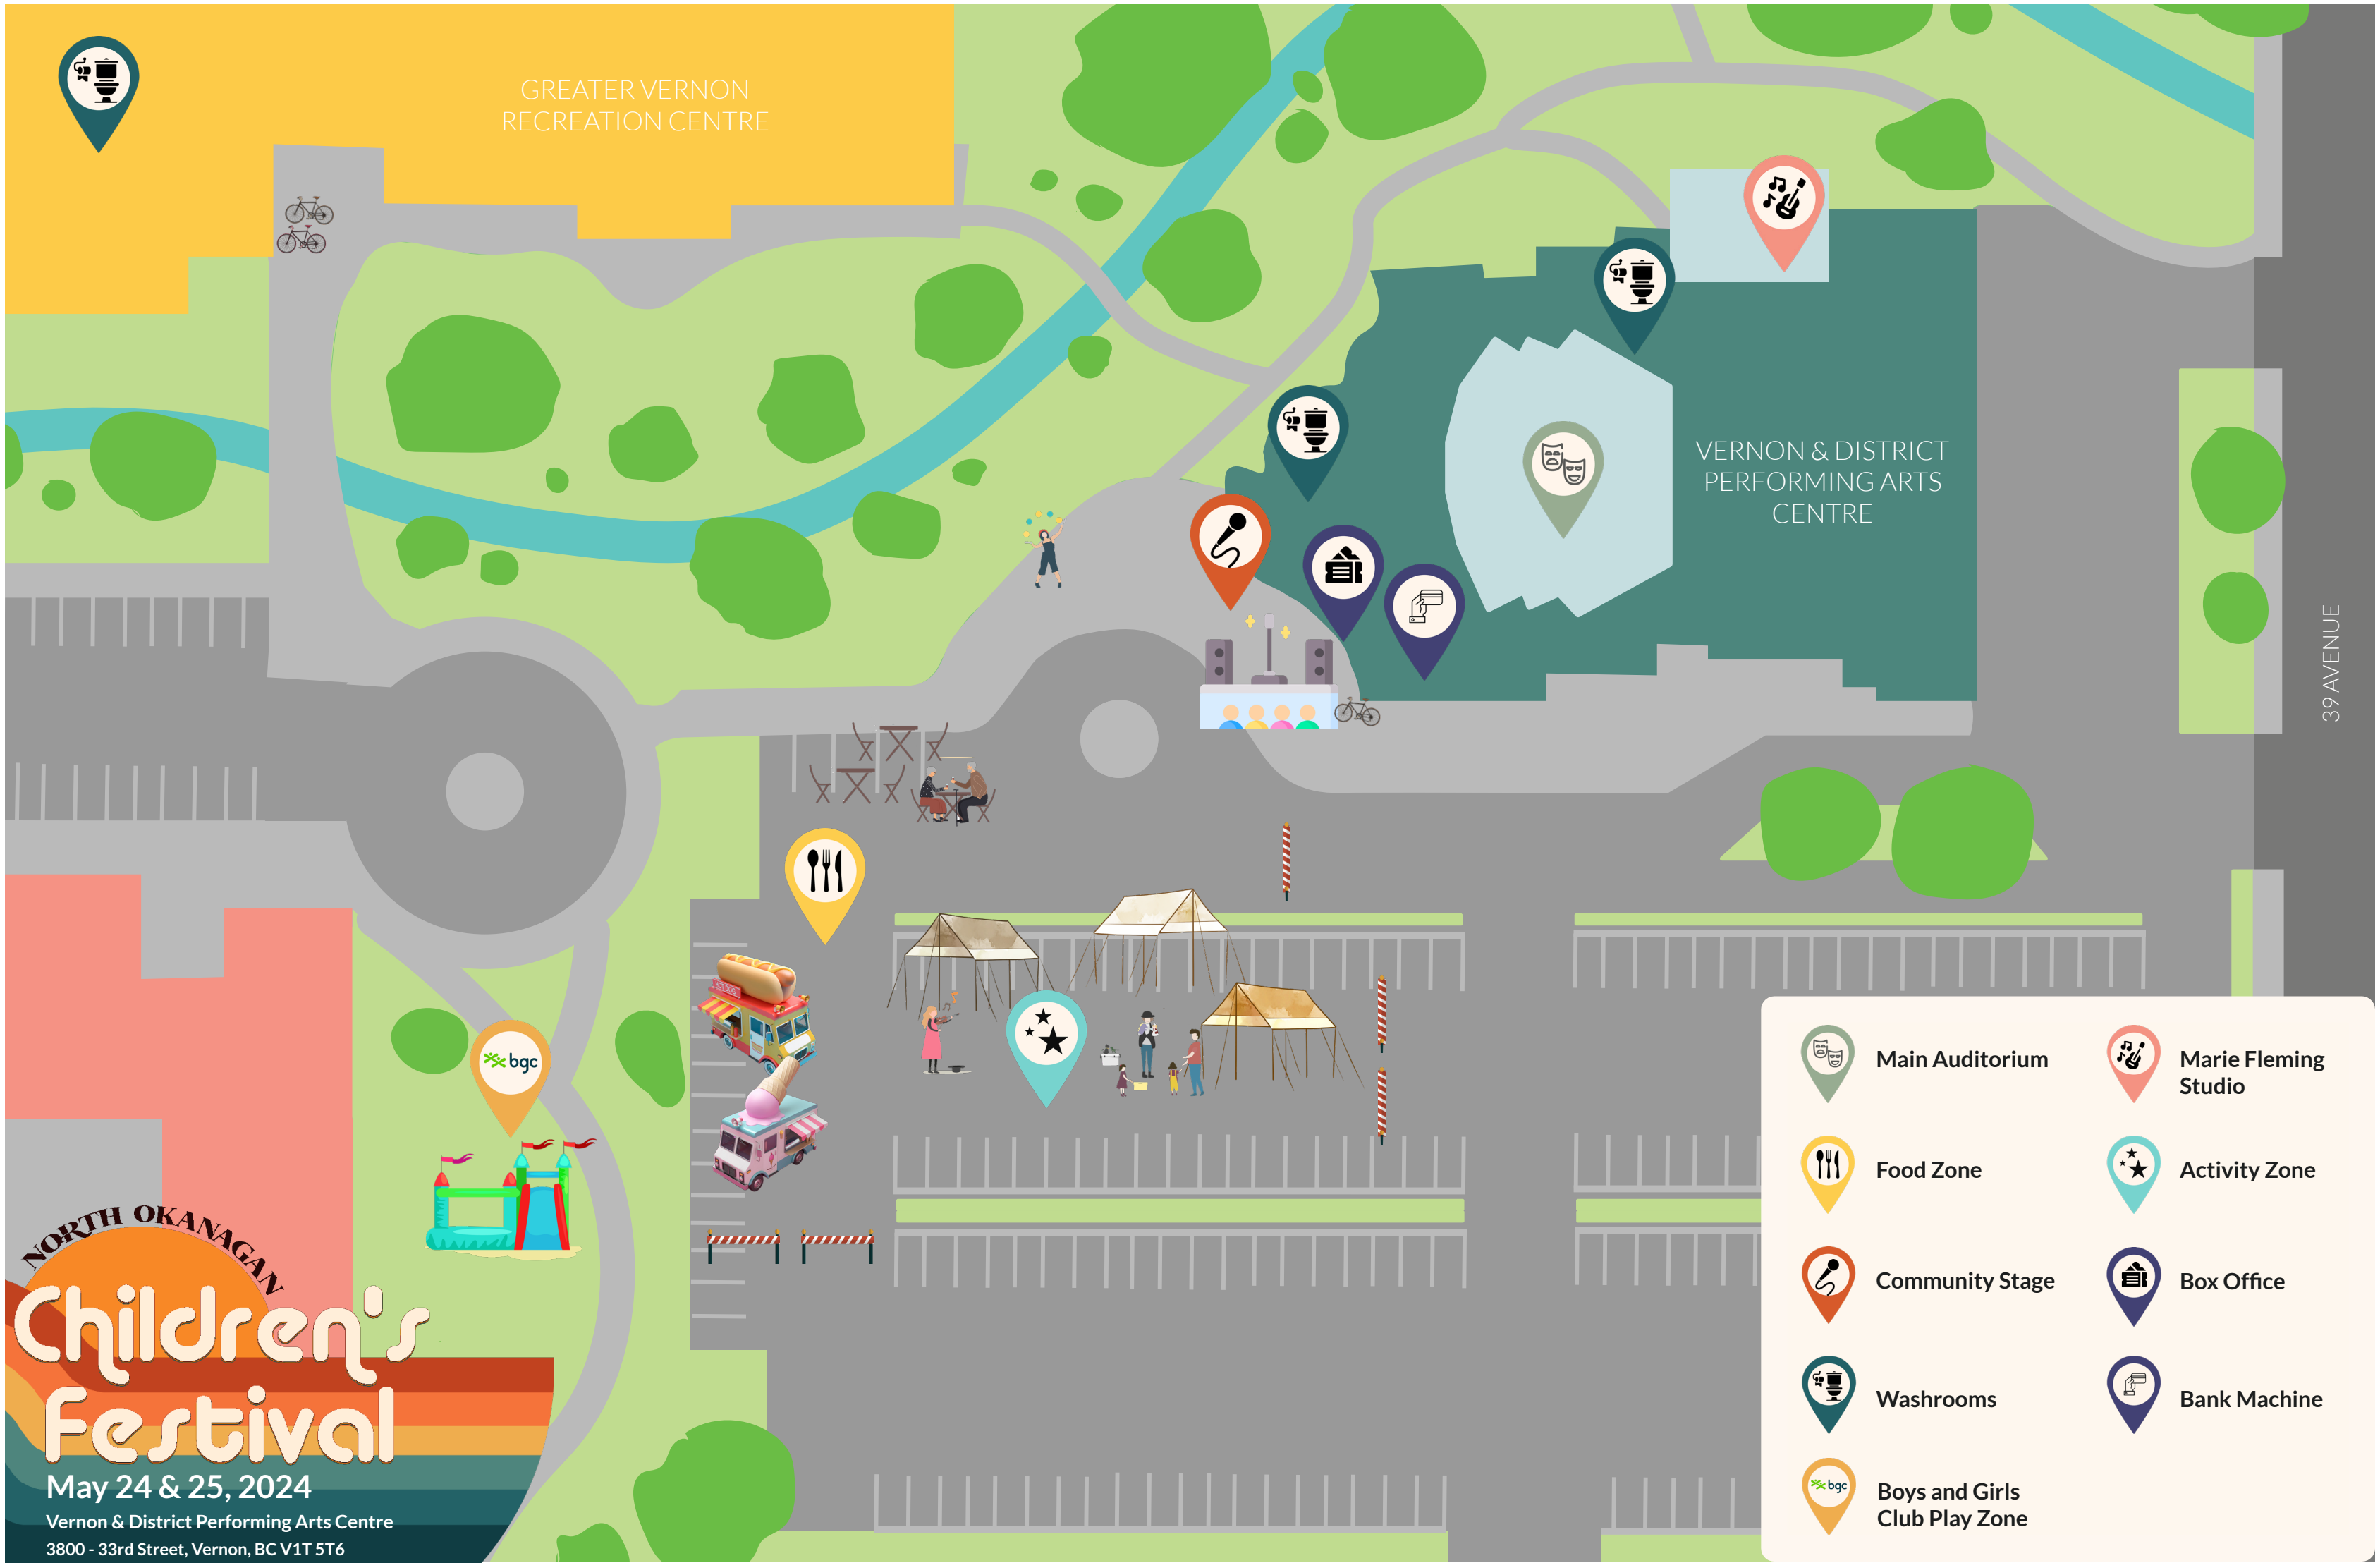 GREATER VERNON
RECREATION CENTRE
VERNON & DISTRICT
PERFORMING ARTS
CENTRE
39 AVENUE
bgc
Main Auditorium
Marie Fleming
Studio
Food Zone
Activity Zone
Community Stage
Box Office
Washrooms
Bank Machine
bgc
Boys and Girls
Club Play Zone
NORTH OKANAGAN
Children's
Festival
May 24 & 25, 2024
Vernon & District Performing Arts Centre
3800 - 33rd Street, Vernon, BC V1T 5T6